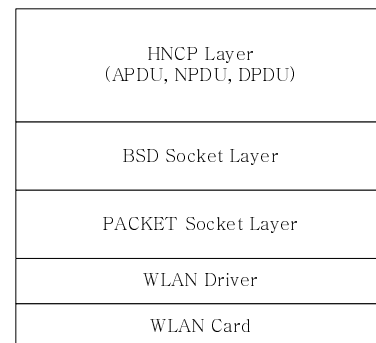 HNCP Layer
(APDU, NPDU, DPDU)
BSD Socket Layer
PACKET Socket Layer
WLAN Driver
WLAN Card